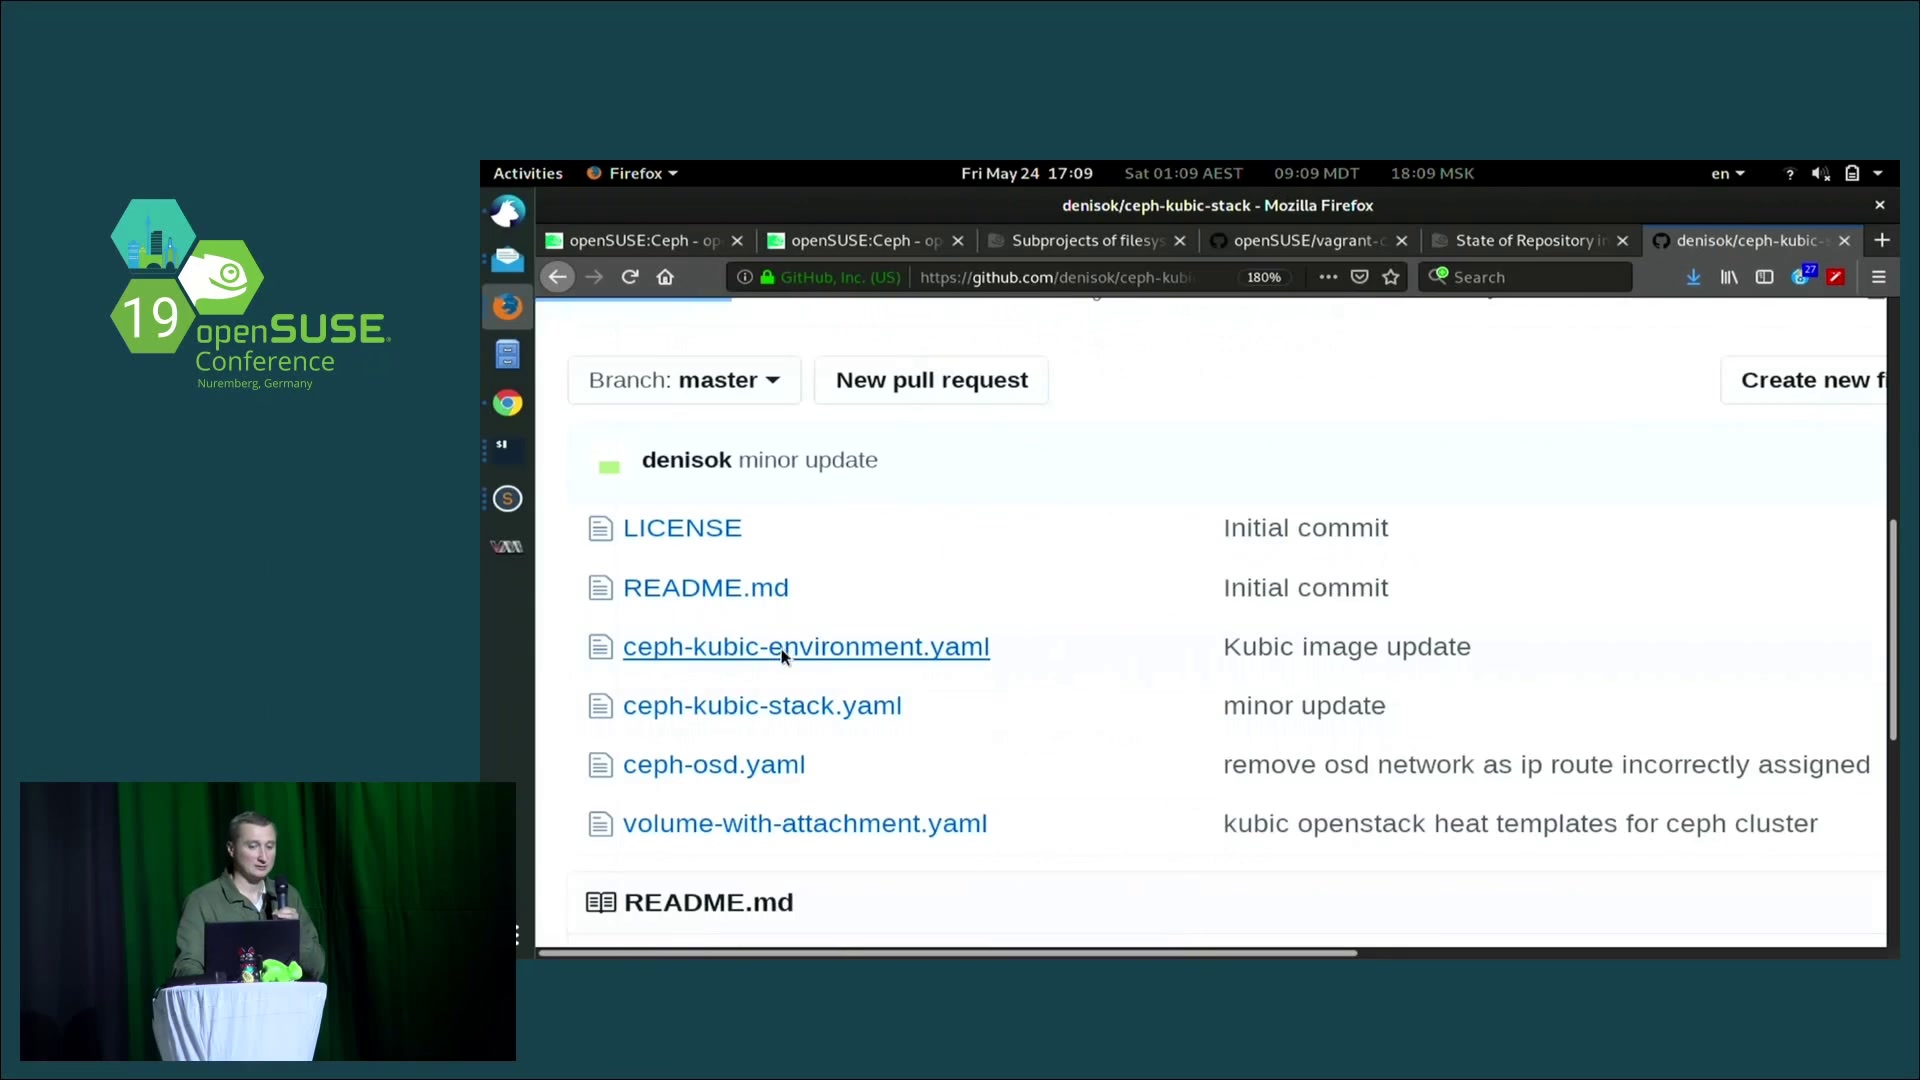 19
openSUSE
Conference
Nuremberg, Germany
Activities Firefox Fri May 24 17:09 Sat 01:09 AEST 09:09 MDT 18:09 MSK en ?
denisok/ceph-kubic-stack - Mozilla Firefox
openSUSE:Ceph - op openSUSE:Ceph - op Subprojects of filesys openSUSE/vagrant-c State of Repository in denisok/ceph-kubic-s
GitHub, Inc. (US) https://github.com/denisok/ceph-kubi 180% Search 27
Branch: master New pull request Create new fi
denisok minor update
LICENSE Initial commit
README.md Initial commit
ceph-kubic-environment.yaml Kubic image update
ceph-kubic-stack.yaml minor update
ceph-osd.yaml remove osd network as ip route incorrectly assigned
volume-with-attachment.yaml kubic openstack heat templates for ceph cluster
README.md